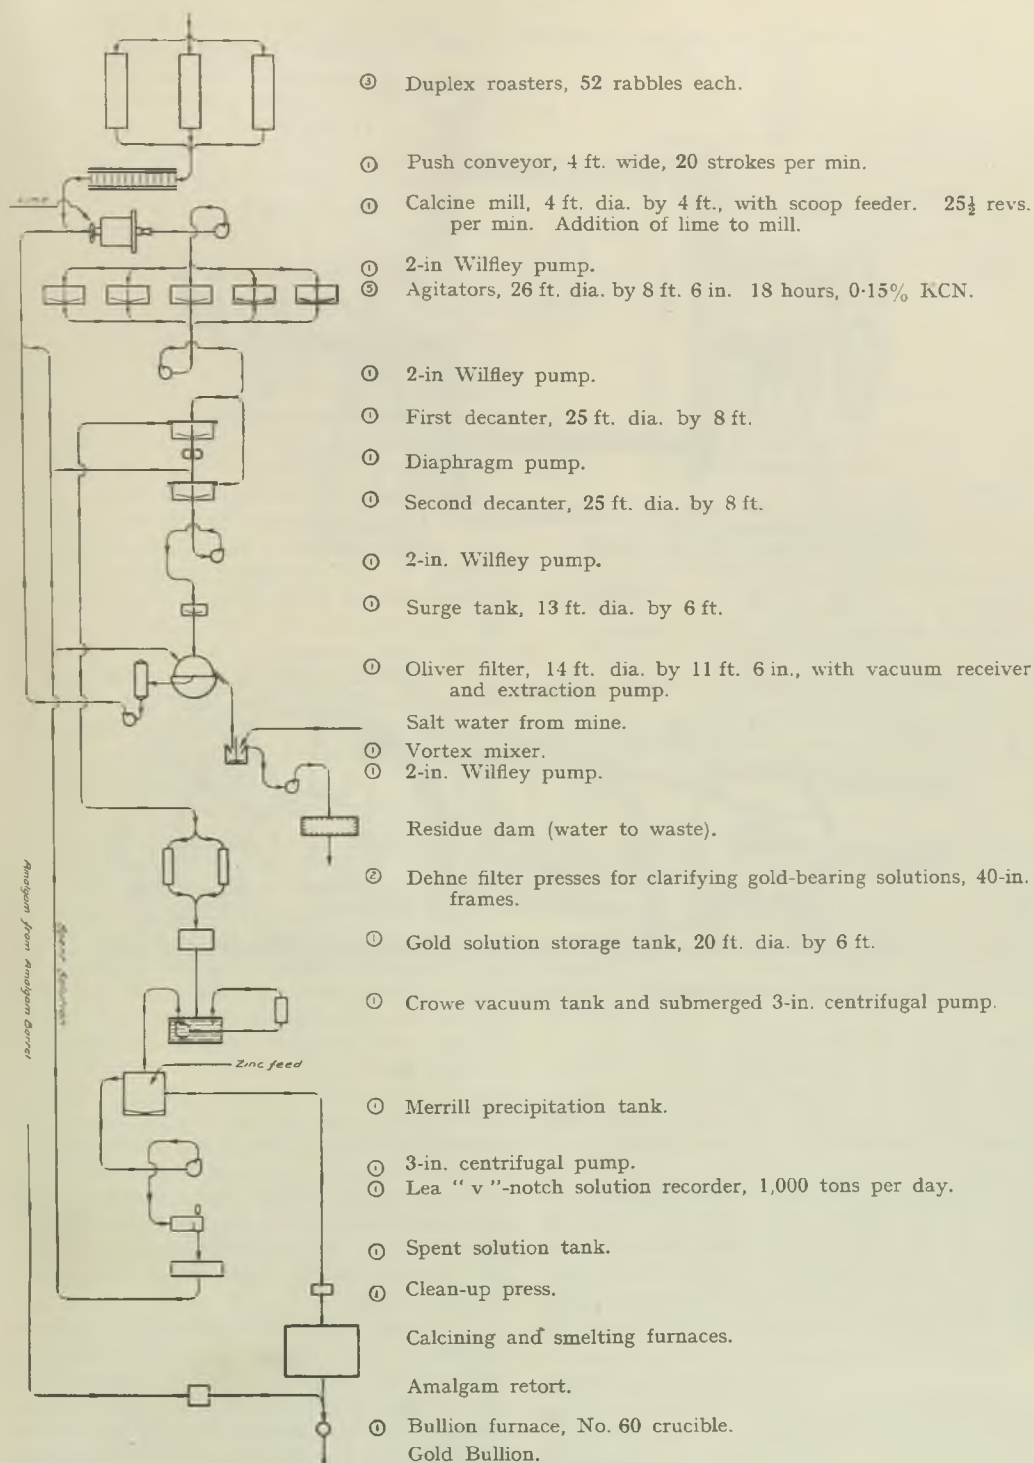 ③ Duplex roasters, 52 rabbles each.
① Push conveyor, 4 ft. wide, 20 strokes per min.
Lime
① Calcine mill, 4 ft. dia. by 4 ft., with scoop feeder. 25½ revs.
per min. Addition of lime to mill.
① 2-in Wilfley pump.
⑤ Agitators, 26 ft. dia. by 8 ft. 6 in. 18 hours, 0·15% KCN.
① 2-in Wilfley pump.
① First decanter, 25 ft. dia. by 8 ft.
① Diaphragm pump.
① Second decanter, 25 ft. dia. by 8 ft.
① 2-in. Wilfley pump.
① Surge tank, 13 ft. dia. by 6 ft.
① Oliver filter, 14 ft. dia. by 11 ft. 6 in., with vacuum receiver
and extraction pump.
Salt water from mine.
① Vortex mixer.
① 2-in. Wilfley pump.
Residue dam (water to waste).
② Dehne filter presses for clarifying gold-bearing solutions, 40-in.
frames.
① Gold solution storage tank, 20 ft. dia. by 6 ft.
① Crowe vacuum tank and submerged 3-in. centrifugal pump.
Amalgam from Amalgam Barrel
Spent Solution
Zinc feed
① Merrill precipitation tank.
① 3-in. centrifugal pump.
① Lea " v "-notch solution recorder, 1,000 tons per day.
① Spent solution tank.
① Clean-up press.
Calcining and smelting furnaces.
Amalgam retort.
① Bullion furnace, No. 60 crucible.
Gold Bullion.